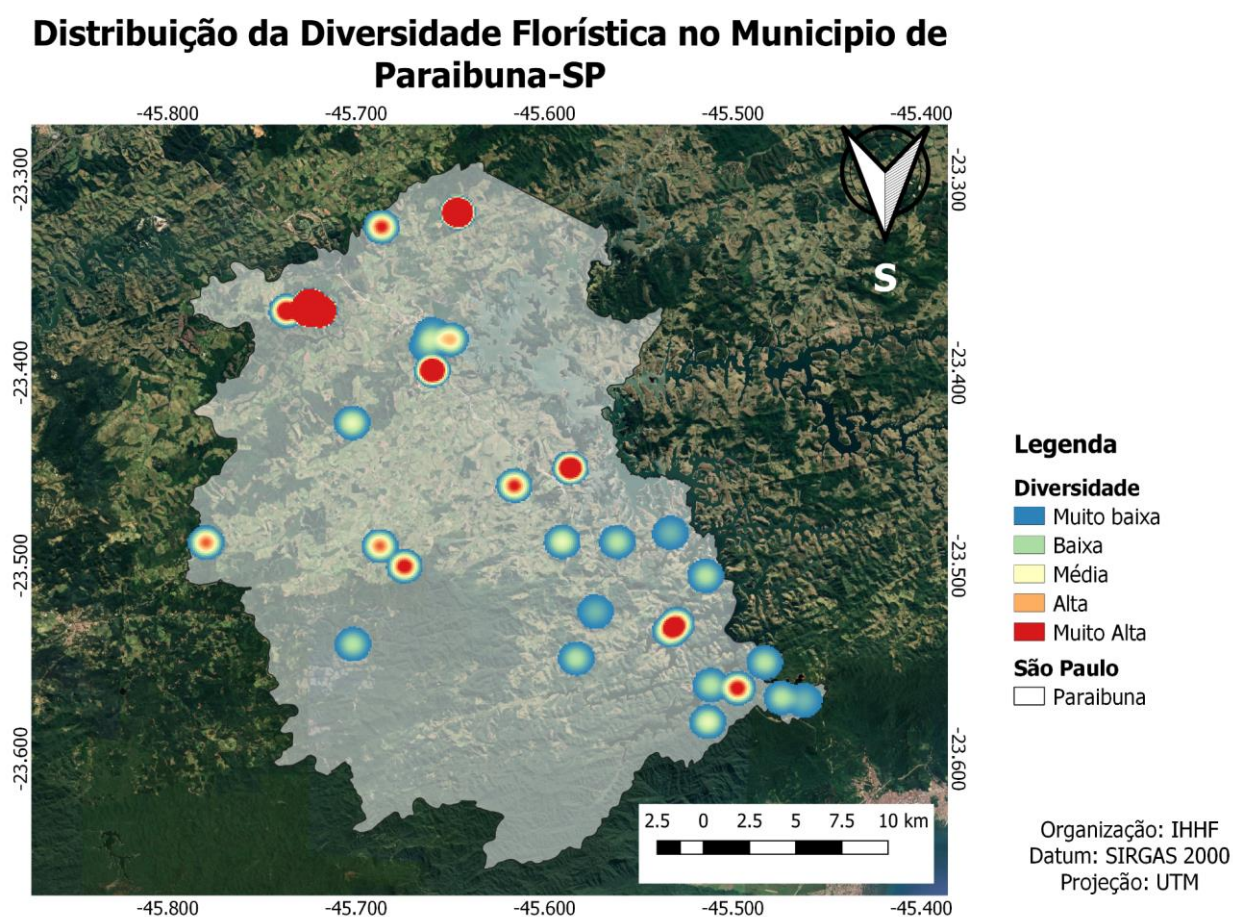 Distribuição da Diversidade Florística no Municipio de
Paraibuna-SP
-45.800 -45.700 -45.600 -45.500 -45.400
-23.300
-23.300
S
-23.400
-23.400
Legenda
Diversidade
Muito baixa
Baixa
Média
Alta
Muito Alta
São Paulo
Paraibuna
-23.500
-23.500
-23.600
-23.600
2.5 0 2.5 5 7.5 10 km
Organização: IHHF
Datum: SIRGAS 2000
Projeção: UTM
-45.800 -45.700 -45.600 -45.500 -45.400